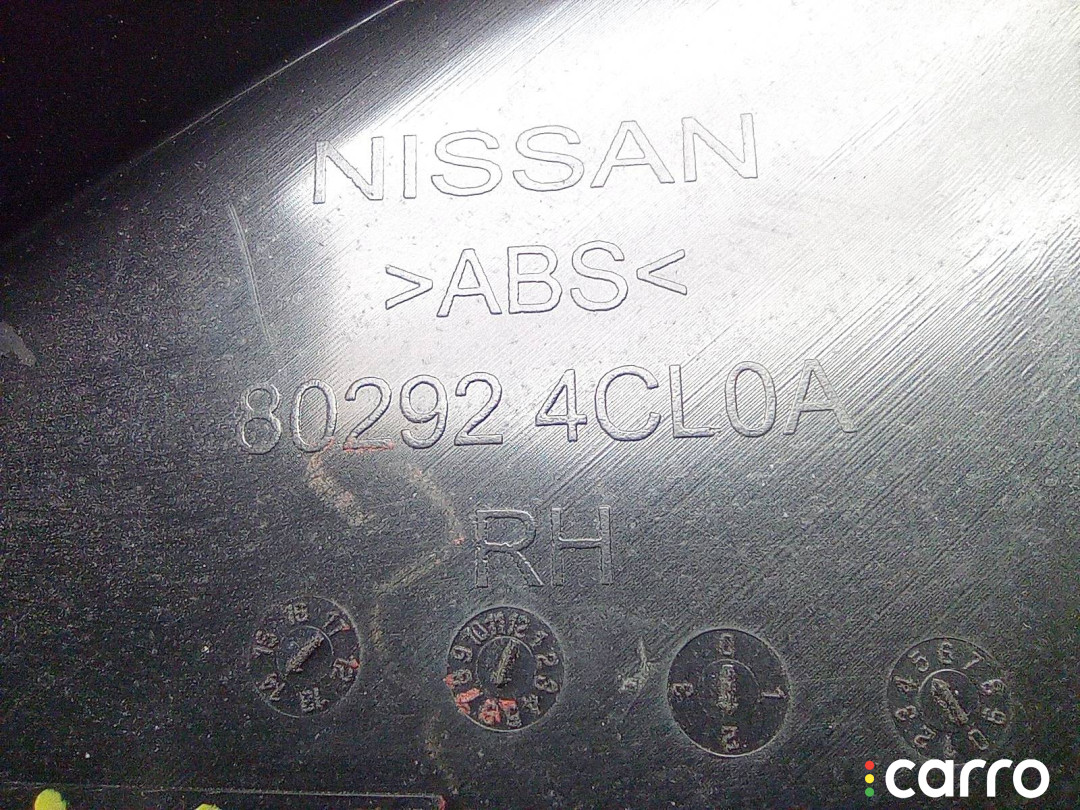 NISSAN
>ABS<
80292 4CL0A
RH
carro